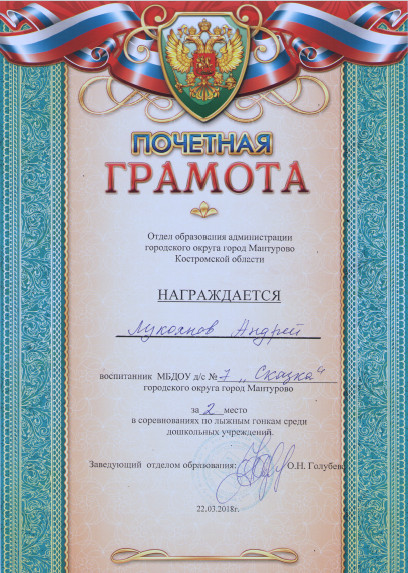 ПОЧЕТНАЯ
ГРАМОТА
Отдел образования администрации
городского округа город Мантурово
Костромской области
НАГРАЖДАЕТСЯ
Андрей
воспитанник МБДОУ д/с № 7 „Сказка"
городского округа город Мантурово
за 2 место
в соревнованиях по лыжным гонкам среди
дошкольных учреждений.
Заведующий отделом образования: О.Н. Голубева
22.03.2018г.